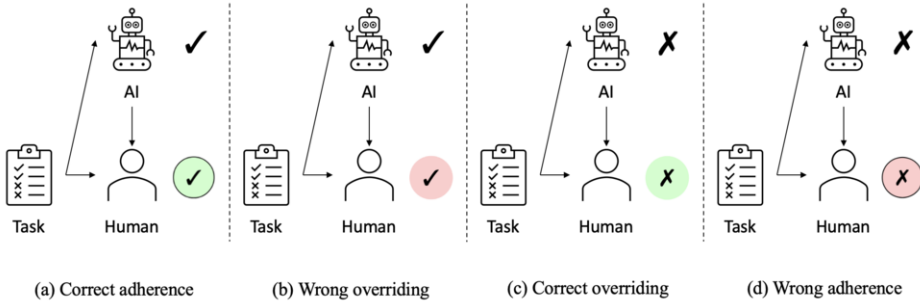 AI
AI
AI
AI
Task
Human
Task
Human
Task
Human
Task
Human
(a) Correct adherence
(b) Wrong overriding
(c) Correct overriding
(d) Wrong adherence